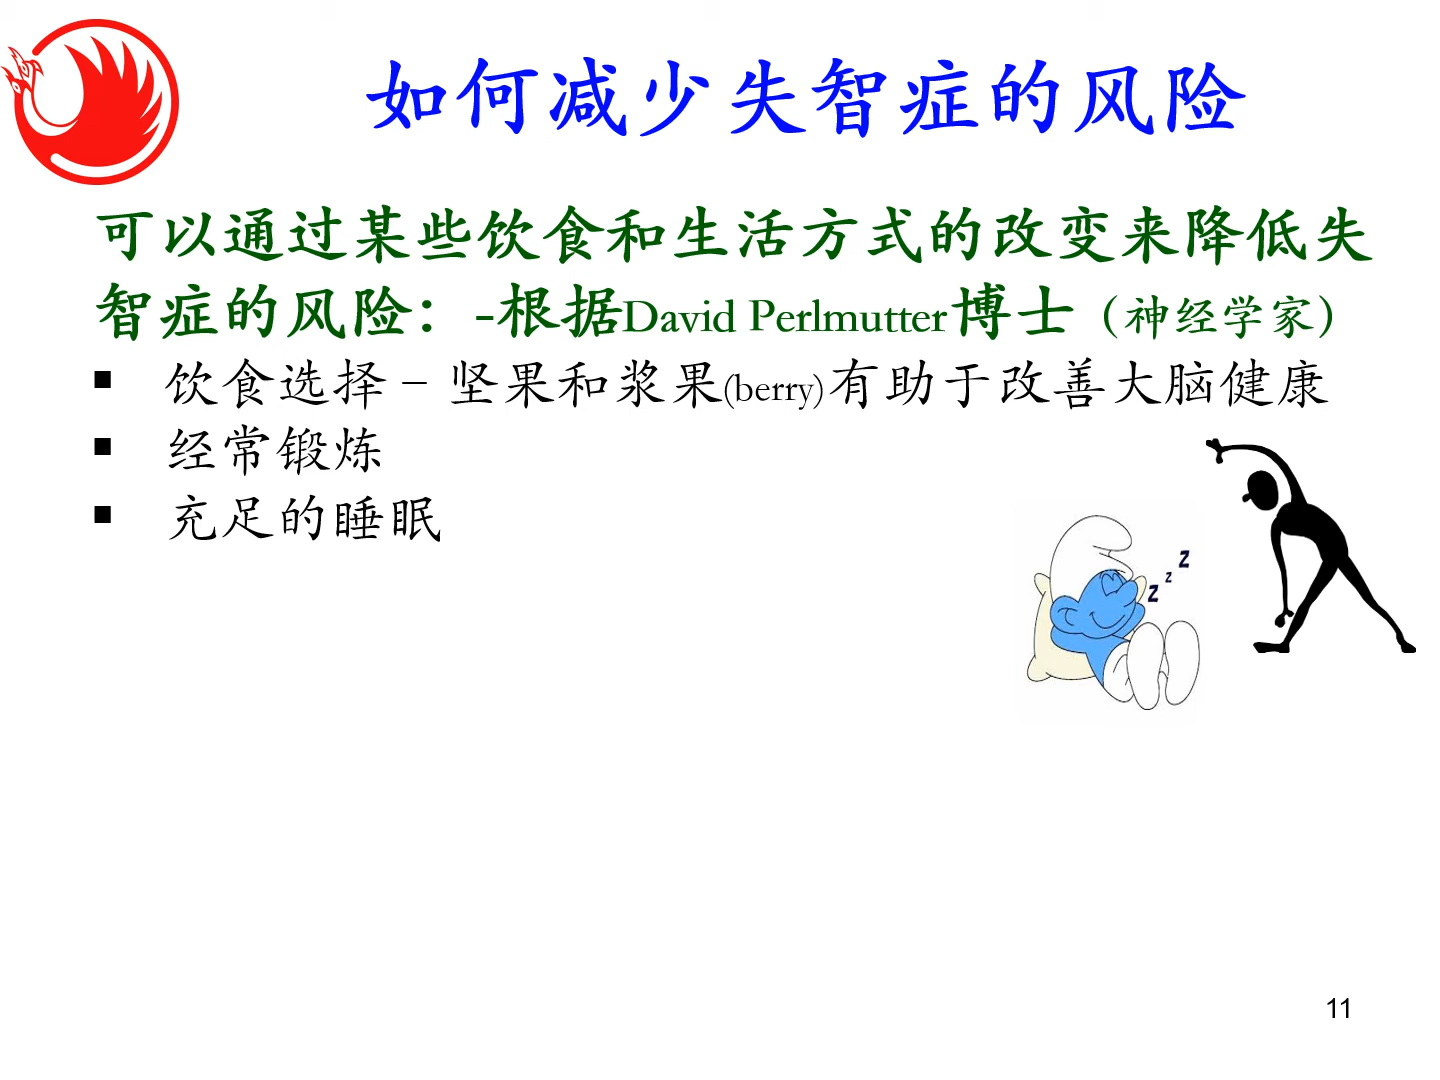 如何减少失智症的风险
可以通过某些饮食和生活方式的改变来降低失
智症的风险：-根据David Perlmutter博士（神经学家）
▪ 饮食选择 – 坚果和浆果(berry)有助于改善大脑健康
▪ 经常锻炼
▪ 充足的睡眠
z z z
11